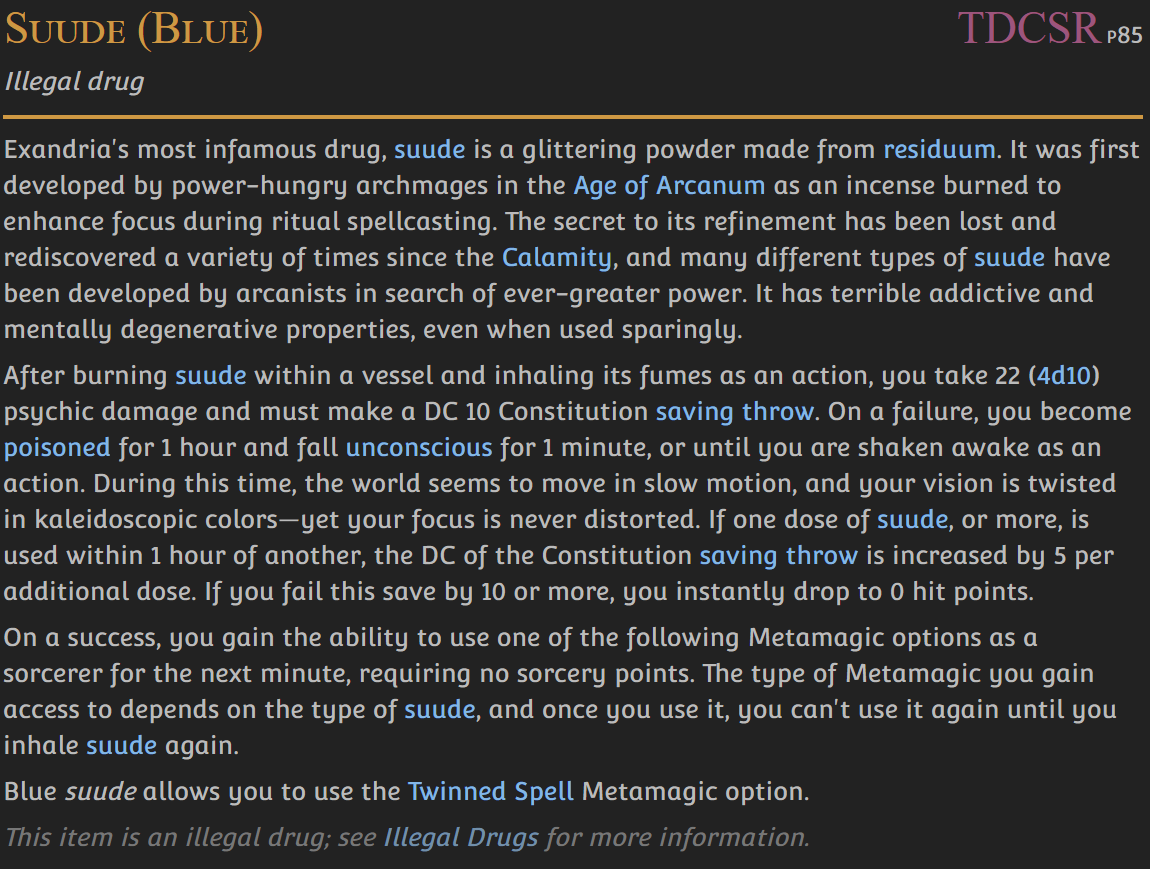 Suude (Blue) TDCSR p85
Illegal drug
Exandria's most infamous drug, suude is a glittering powder made from residuum. It was first
developed by power-hungry archmages in the Age of Arcanum as an incense burned to
enhance focus during ritual spellcasting. The secret to its refinement has been lost and
rediscovered a variety of times since the Calamity, and many different types of suude have
been developed by arcanists in search of ever-greater power. It has terrible addictive and
mentally degenerative properties, even when used sparingly.
After burning suude within a vessel and inhaling its fumes as an action, you take 22 (4d10)
psychic damage and must make a DC 10 Constitution saving throw. On a failure, you become
poisoned for 1 hour and fall unconscious for 1 minute, or until you are shaken awake as an
action. During this time, the world seems to move in slow motion, and your vision is twisted
in kaleidoscopic colors—yet your focus is never distorted. If one dose of suude, or more, is
used within 1 hour of another, the DC of the Constitution saving throw is increased by 5 per
additional dose. If you fail this save by 10 or more, you instantly drop to 0 hit points.
On a success, you gain the ability to use one of the following Metamagic options as a
sorcerer for the next minute, requiring no sorcery points. The type of Metamagic you gain
access to depends on the type of suude, and once you use it, you can't use it again until you
inhale suude again.
Blue suude allows you to use the Twinned Spell Metamagic option.
This item is an illegal drug; see Illegal Drugs for more information.